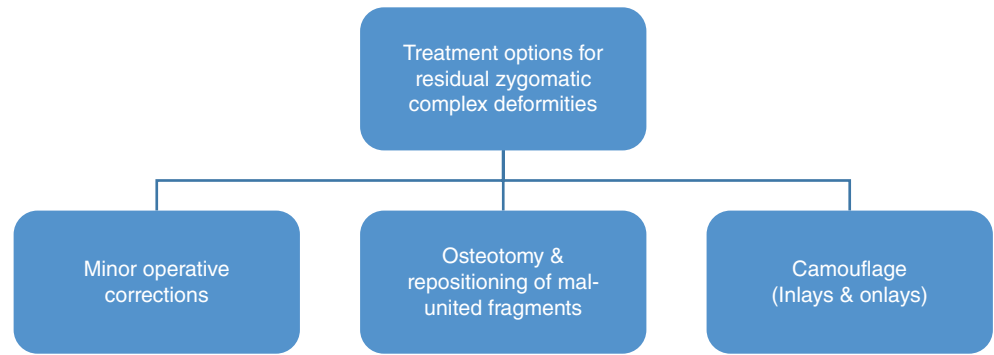 Treatment options for
residual zygomatic
complex deformities
Minor operative
corrections
Osteotomy &
repositioning of mal-
united fragments
Camouflage
(Inlays & onlays)